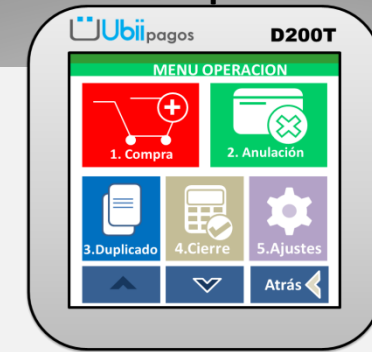 Ubii pagos D200T
MENU OPERACION
1. Compra 2. Anulación
3.Duplicado 4.Cierre 5.Ajustes
Atrás